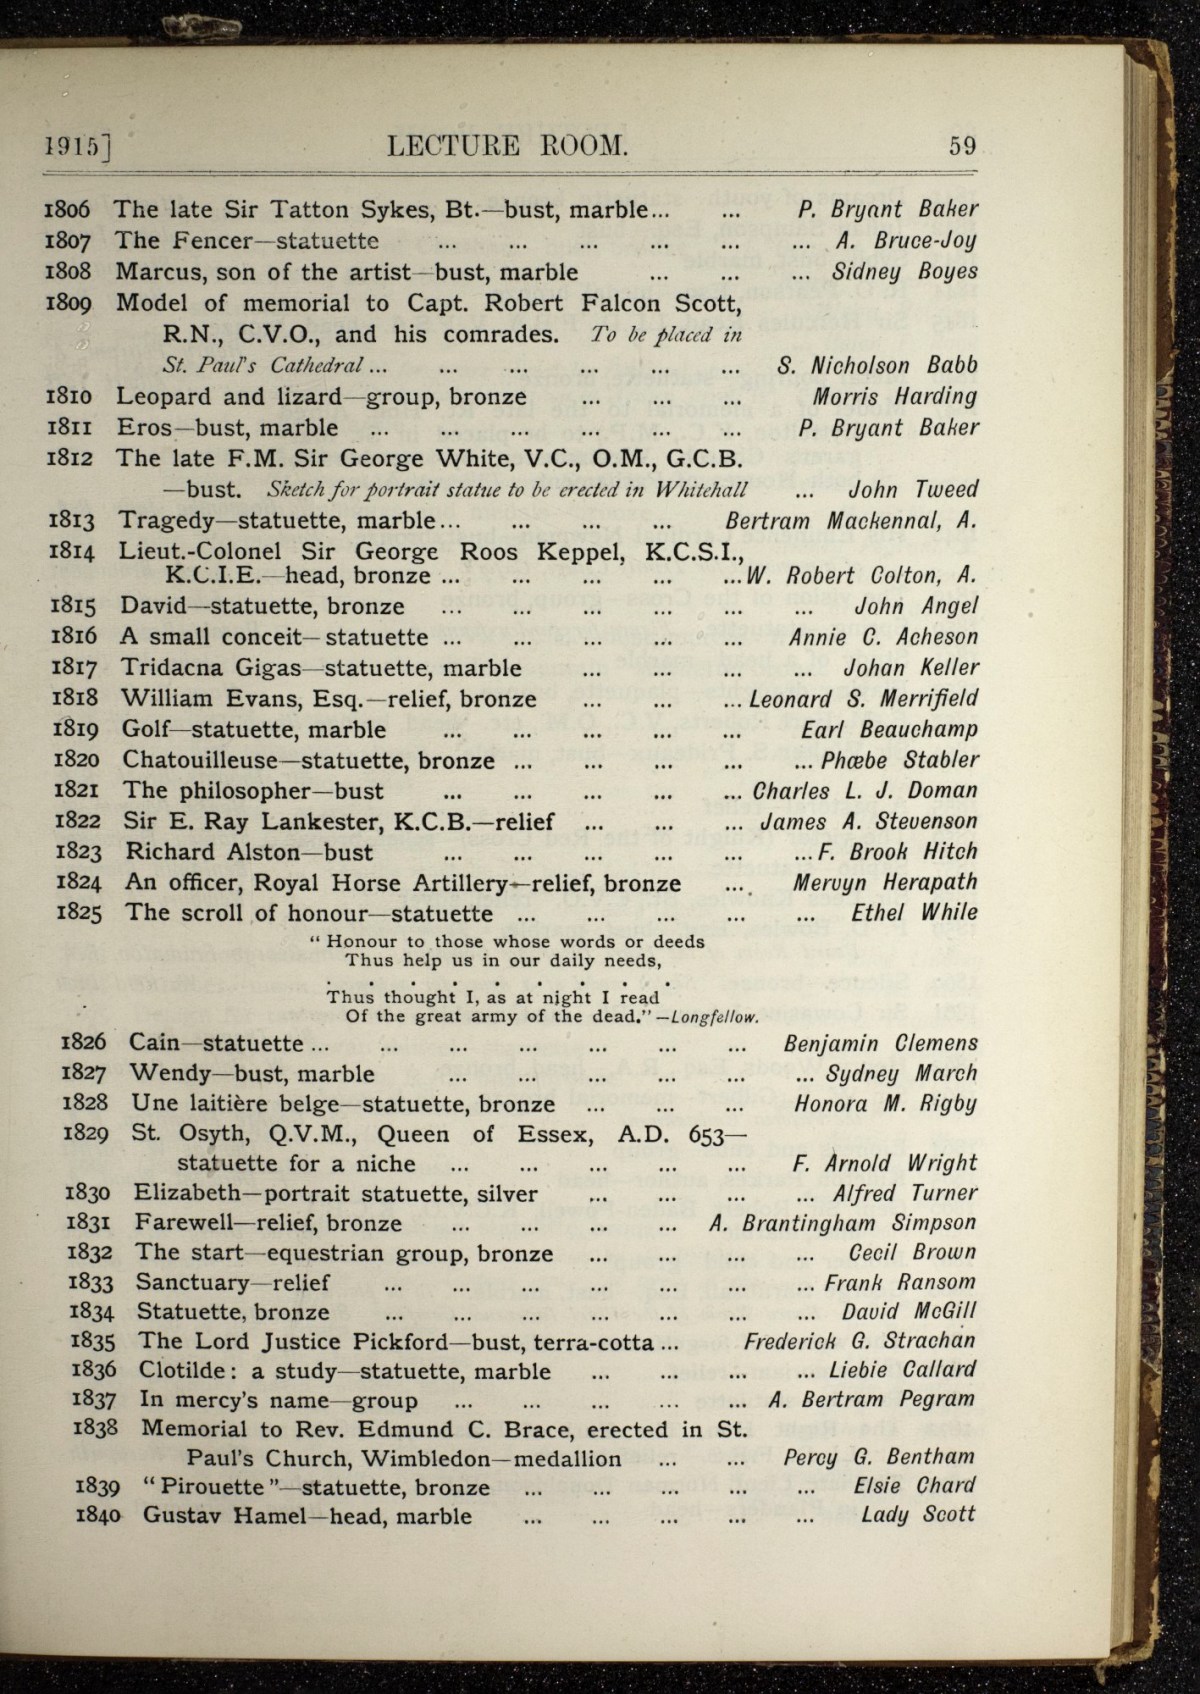 1915] LECTURE ROOM. 59
1806 The late Sir Tatton Sykes, Bt.—bust, marble... ... P. Bryant Baker
1807 The Fencer—statuette ... ... ... ... ... ... A. Bruce-Joy
1808 Marcus, son of the artist—bust, marble ... ... ... Sidney Boyes
1809 Model of memorial to Capt. Robert Falcon Scott,
R.N., C.V.O., and his comrades. To be placed in
St. Paul's Cathedral ... ... ... ... ... ... S. Nicholson Babb
1810 Leopard and lizard—group, bronze ... ... ... Morris Harding
1811 Eros—bust, marble ... ... ... ... ... ... P. Bryant Baker
1812 The late F.M. Sir George White, V.C., O.M., G.C.B.
—bust. Sketch for portrait statue to be erected in Whitehall ... John Tweed
1813 Tragedy—statuette, marble... ... ... ... Bertram Mackennal, A.
1814 Lieut.-Colonel Sir George Roos Keppel, K.C.S.I.,
K.C.I.E.—head, bronze ... ... ... ... ... W. Robert Colton, A.
1815 David—statuette, bronze ... ... ... ... ... ... John Angel
1816 A small conceit—statuette ... ... ... ... ... Annie C. Acheson
1817 Tridacna Gigas—statuette, marble ... ... ... ... Johan Keller
1818 William Evans, Esq.—relief, bronze ... ... ... Leonard S. Merrifield
1819 Golf—statuette, marble ... ... ... ... ... Earl Beauchamp
1820 Chatouilleuse—statuette, bronze ... ... ... ... ... Phœbe Stabler
1821 The philosopher—bust ... ... ... ... ... Charles L. J. Doman
1822 Sir E. Ray Lankester, K.C.B.—relief ... ... ... James A. Stevenson
1823 Richard Alston—bust ... ... ... ... ... ... F. Brook Hitch
1824 An officer, Royal Horse Artillery—relief, bronze ... Mervyn Herapath
1825 The scroll of honour—statuette ... ... ... ... ... Ethel While
" Honour to those whose words or deeds
Thus help us in our daily needs,
. . . . . . . . .
Thus thought I, as at night I read
Of the great army of the dead."—Longfellow.
1826 Cain—statuette ... ... ... ... ... ... ... Benjamin Clemens
1827 Wendy—bust, marble ... ... ... ... ... ... Sydney March
1828 Une laitière belge—statuette, bronze ... ... ... Honora M. Rigby
1829 St. Osyth, Q.V.M., Queen of Essex, A.D. 653—
statuette for a niche ... ... ... ... ... F. Arnold Wright
1830 Elizabeth—portrait statuette, silver ... ... ... ... Alfred Turner
1831 Farewell—relief, bronze ... ... ... ... A. Brantingham Simpson
1832 The start—equestrian group, bronze ... ... ... ... Cecil Brown
1833 Sanctuary—relief ... ... ... ... ... ... ... Frank Ransom
1834 Statuette, bronze ... ... ... ... ... ... ... David McGill
1835 The Lord Justice Pickford—bust, terra-cotta ... Frederick G. Strachan
1836 Clotilde: a study—statuette, marble ... ... ... ... Liebie Callard
1837 In mercy's name—group ... ... ... ... ... A. Bertram Pegram
1838 Memorial to Rev. Edmund C. Brace, erected in St.
Paul's Church, Wimbledon—medallion ... ... Percy G. Bentham
1839 "Pirouette"—statuette, bronze ... ... ... ... ... Elsie Chard
1840 Gustav Hamel—head, marble ... ... ... ... ... Lady Scott